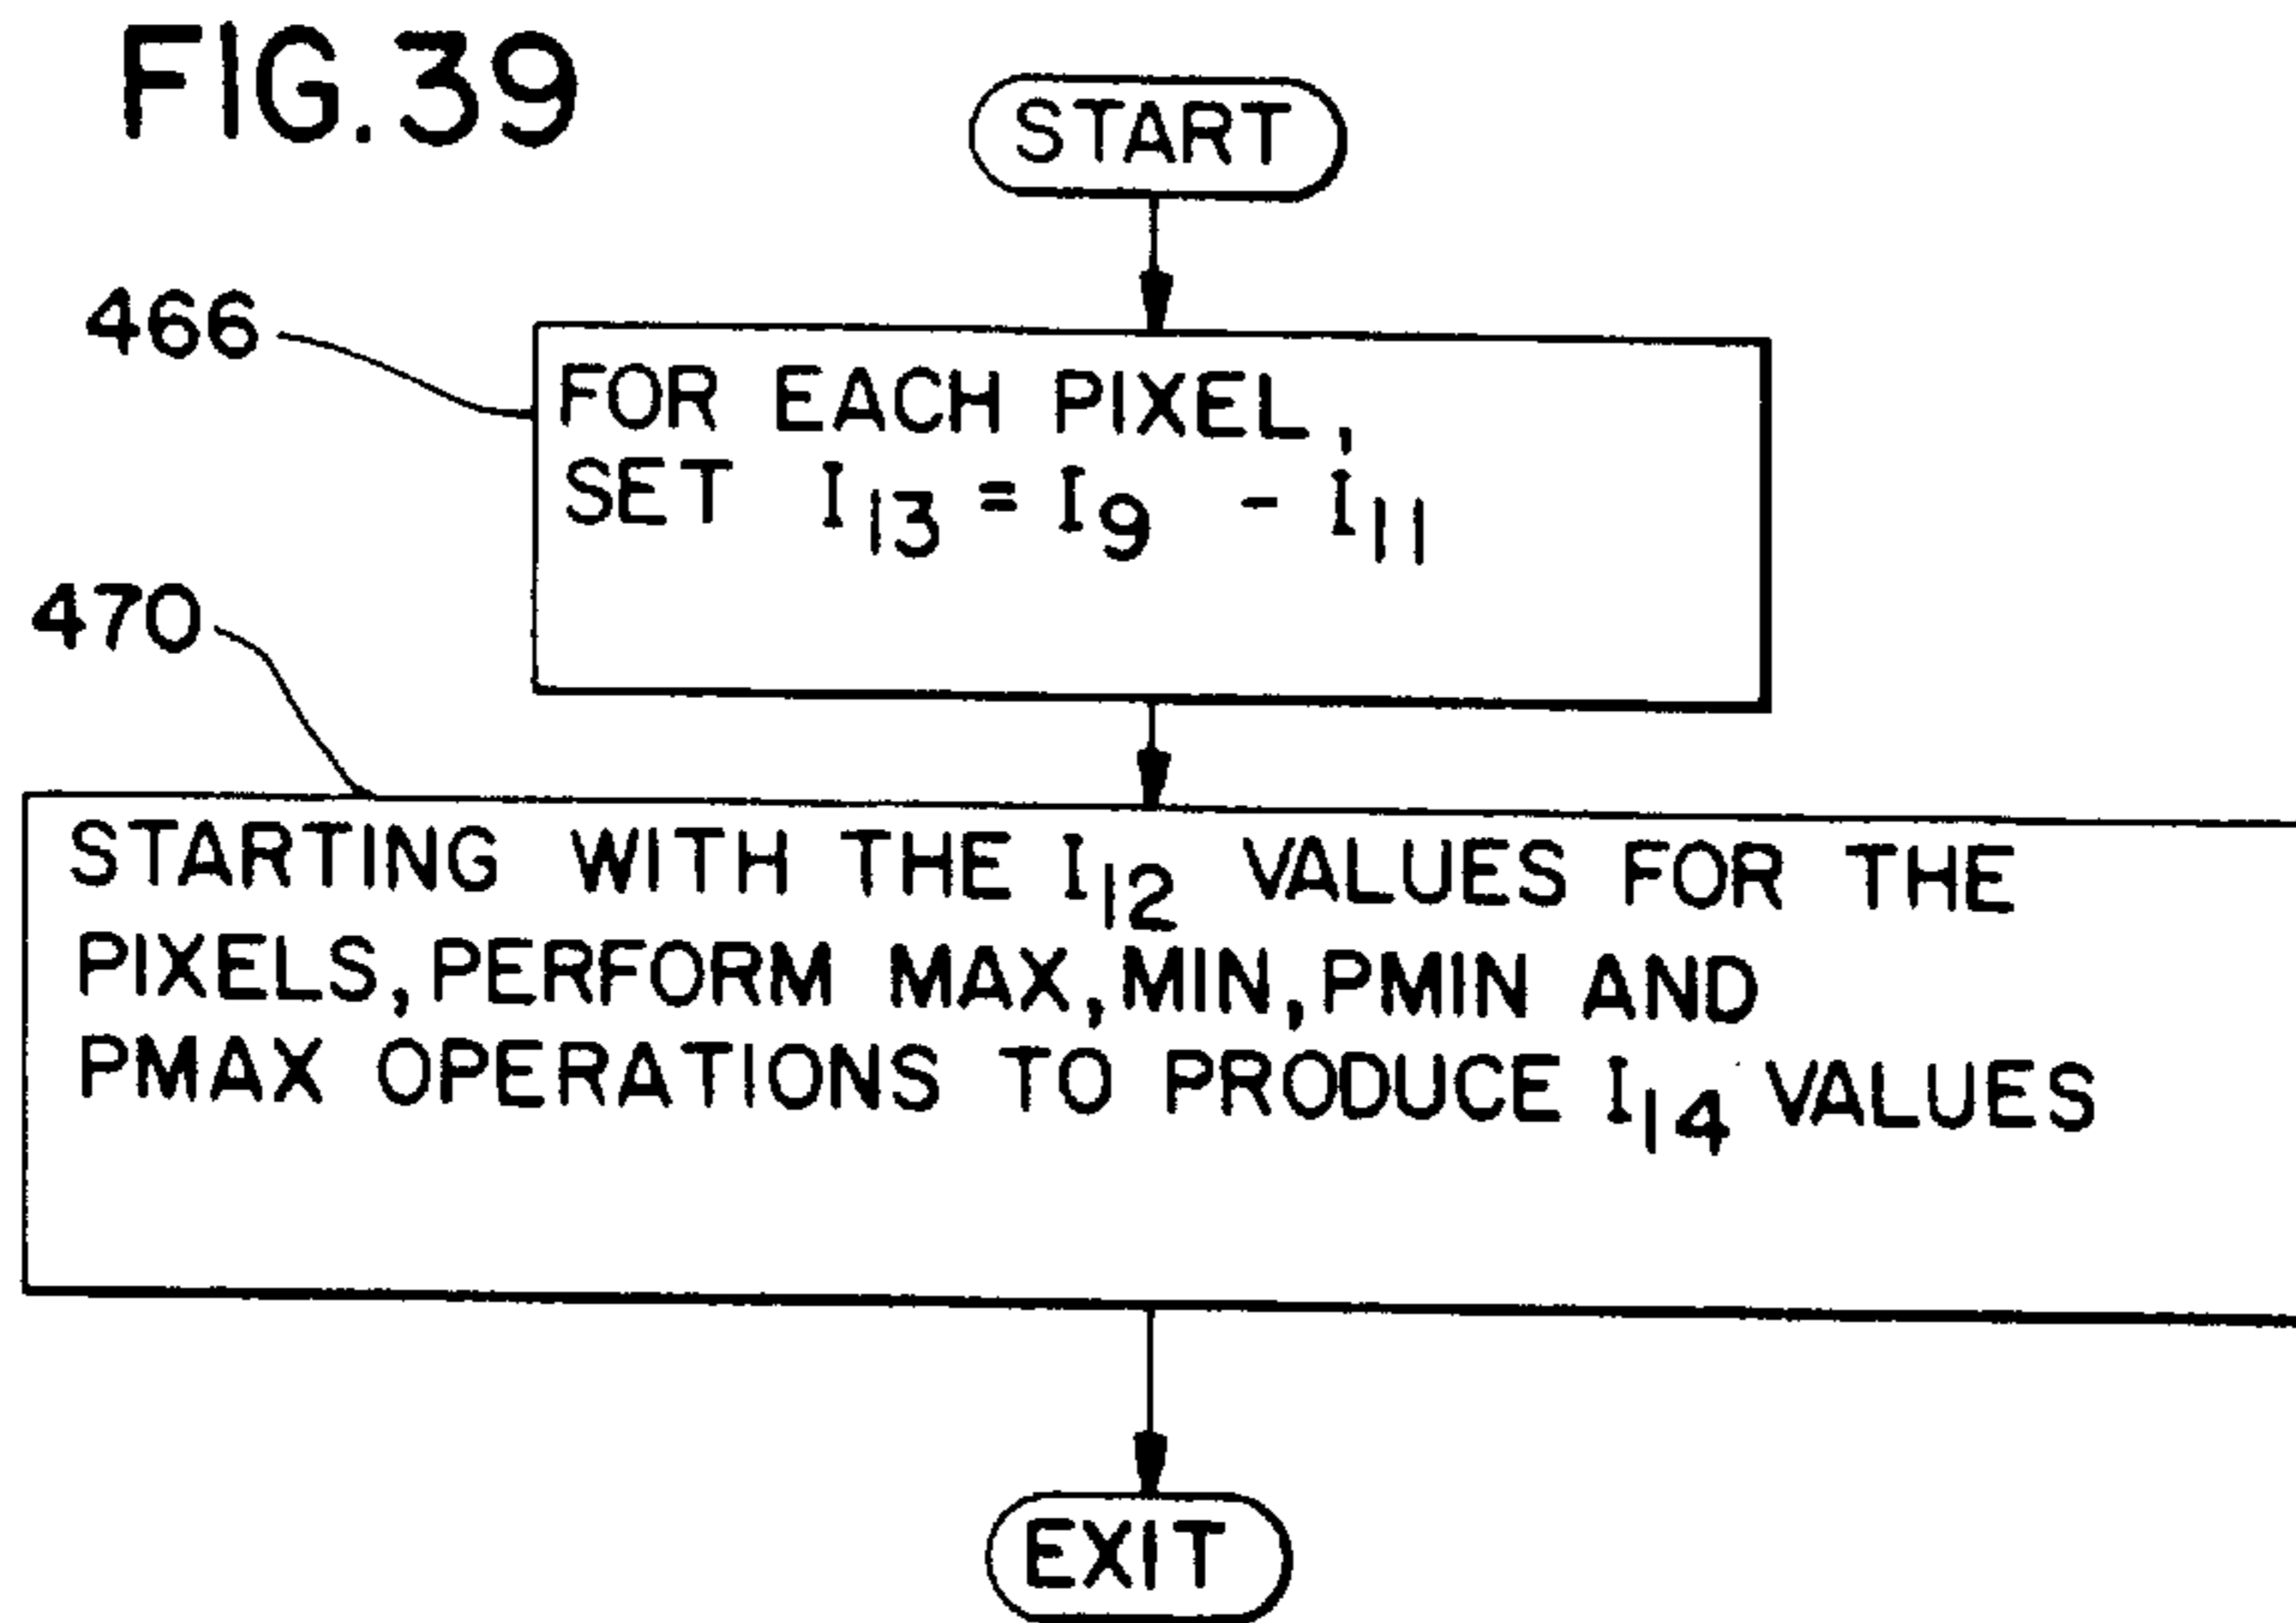 FIG.39
START
466
FOR EACH PIXEL,
SET I₁₃ = I₉ - I₁₁
470
STARTING WITH THE I₁₂ VALUES FOR THE
PIXELS, PERFORM MAX, MIN, PMIN AND
PMAX OPERATIONS TO PRODUCE I₁₄ VALUES
EXIT